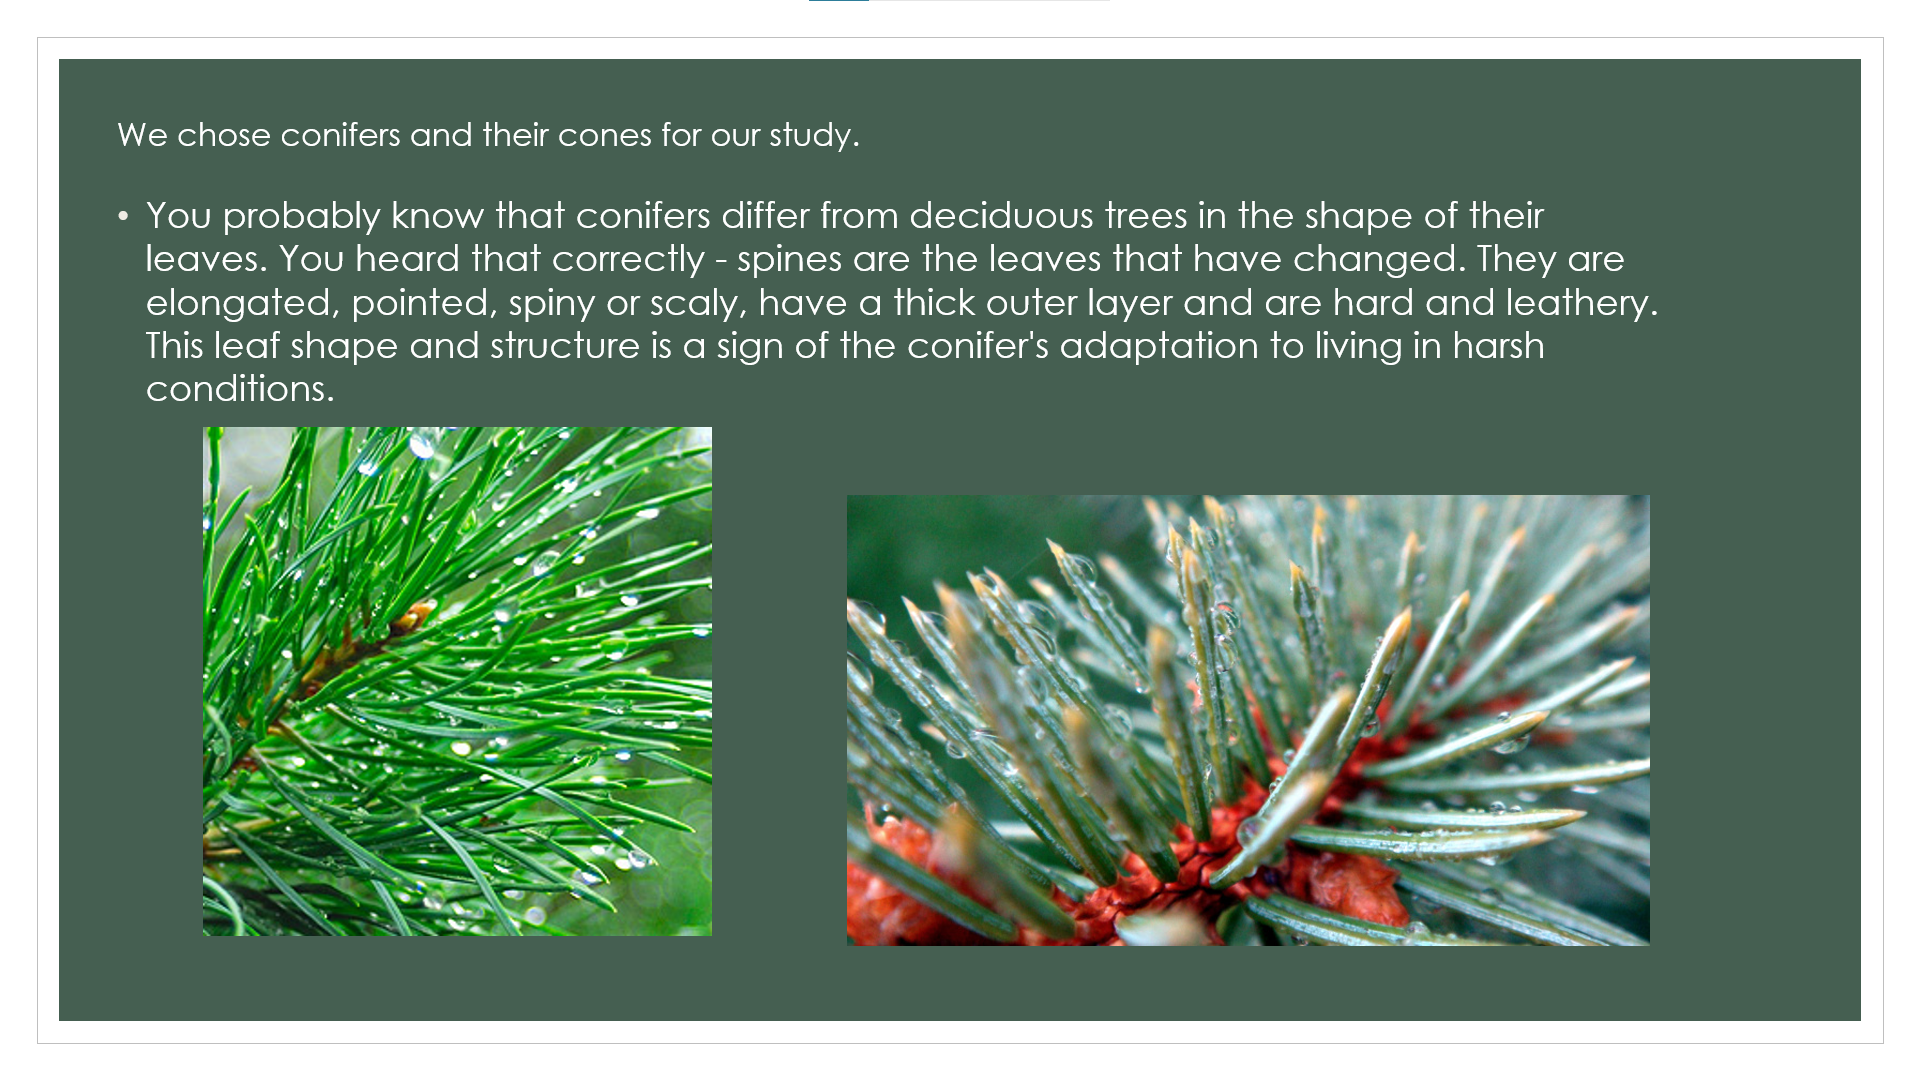 We chose conifers and their cones for our study.
• You probably know that conifers differ from deciduous trees in the shape of their
leaves. You heard that correctly - spines are the leaves that have changed. They are
elongated, pointed, spiny or scaly, have a thick outer layer and are hard and leathery.
This leaf shape and structure is a sign of the conifer's adaptation to living in harsh
conditions.